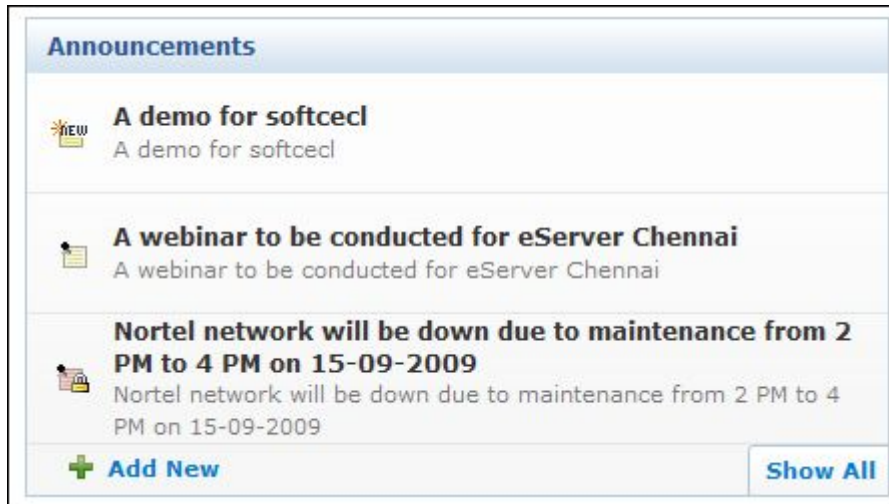 Announcements
NEW
A demo for softcecl
A demo for softcecl
A webinar to be conducted for eServer Chennai
A webinar to be conducted for eServer Chennai
Nortel network will be down due to maintenance from 2
PM to 4 PM on 15-09-2009
Nortel network will be down due to maintenance from 2 PM to 4
PM on 15-09-2009
Add New
Show All